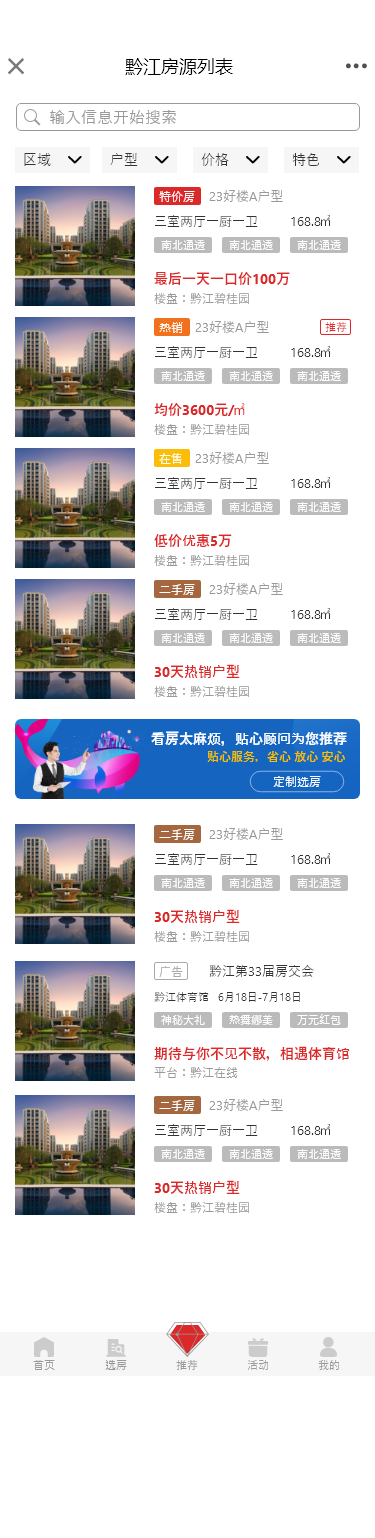 黔江房源列表
输入信息开始搜索
区域 户型 价格 特色
特价房 23好楼A户型
三室两厅一厨一卫 168.8㎡
南北通透 南北通透 南北通透
最后一天一口价100万
楼盘：黔江碧桂园
热销 23好楼A户型 推荐
三室两厅一厨一卫 168.8㎡
南北通透 南北通透 南北通透
均价3600元/㎡
楼盘：黔江碧桂园
在售 23好楼A户型
三室两厅一厨一卫 168.8㎡
南北通透 南北通透 南北通透
低价优惠5万
楼盘：黔江碧桂园
二手房 23好楼A户型
三室两厅一厨一卫 168.8㎡
南北通透 南北通透 南北通透
30天热销户型
楼盘：黔江碧桂园
看房太麻烦，贴心顾问为您推荐
贴心服务，省心 放心 安心
定制选房
二手房 23好楼A户型
三室两厅一厨一卫 168.8㎡
南北通透 南北通透 南北通透
30天热销户型
楼盘：黔江碧桂园
广告 黔江第33届房交会
黔江体育馆 6月18日-7月18日
神秘大礼 热舞娜美 万元红包
期待与你不见不散，相遇体育馆
平台：黔江在线
二手房 23好楼A户型
三室两厅一厨一卫 168.8㎡
南北通透 南北通透 南北通透
30天热销户型
楼盘：黔江碧桂园
首页 选房 推荐 活动 我的